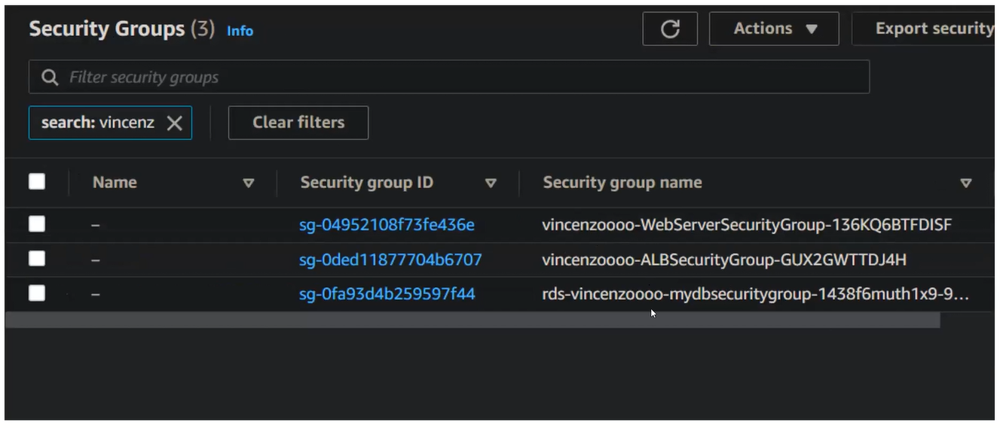 Security Groups (3) Info
Actions
Export security
Filter security groups
search: vincenz
Clear filters
Name Security group ID Security group name
– sg-04952108f73fe436e vincenzoooo-WebServerSecurityGroup-136KQ6BTFDISF
– sg-0ded11877704b6707 vincenzoooo-ALBSecurityGroup-GUX2GWTTDJ4H
– sg-0fa93d4b259597f44 rds-vincenzoooo-mydbsecuritygroup-1438f6muth1x9-9...